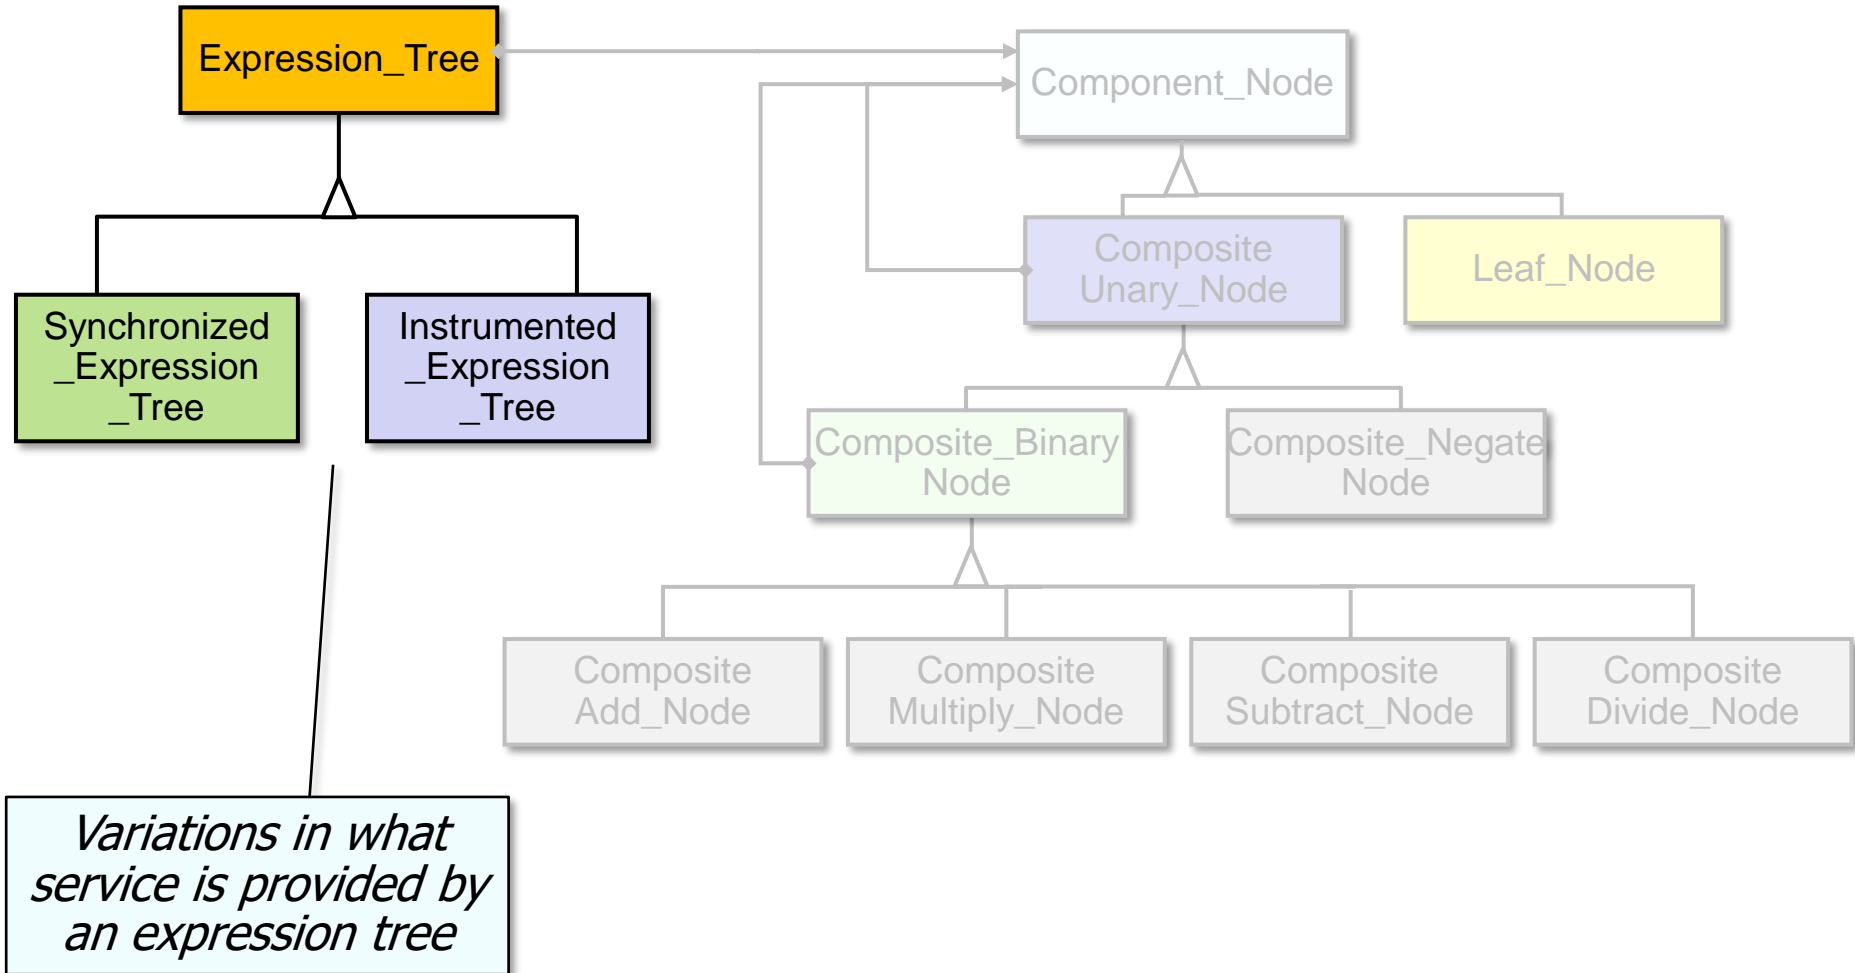 Expression_Tree
Component_Node
Composite
Unary_Node
Leaf_Node
Synchronized
_Expression
_Tree
Instrumented
_Expression
_Tree
Composite_Binary
Node
Composite_Negate
Node
Composite
Add_Node
Composite
Multiply_Node
Composite
Subtract_Node
Composite
Divide_Node
Variations in what
service is provided by
an expression tree